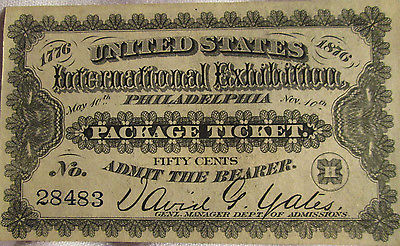 1776 UNITED STATES 1876
International Exhibition,
May 10th PHILADELPHIA Nov. 10th
PACKAGE TICKET.
FIFTY CENTS
No. ADMIT THE BEARER.
28483 David G. Yates,
GENL. MANAGER DEPT. OF ADMISSIONS.